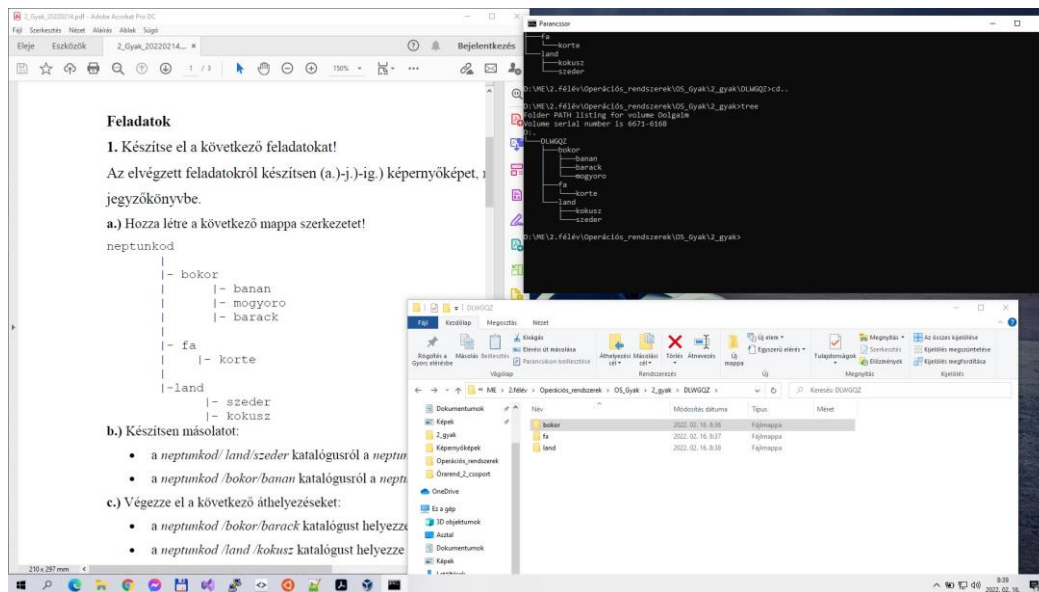 2_Gyak_20220214.pdf - Adobe Acrobat Pro DC
Fájl Szerkesztés Nézet Aláírás Ablak Súgó
Eleje Eszközök 2_Gyak_20220214... × Bejelentkezés
1 / 3 150%
Feladatok
1. Készítse el a következő feladatokat!
Az elvégzett feladatokról készítsen (a.)-j.)-ig.) képernyőképet,
jegyzőkönyvbe.
a.) Hozza létre a következő mappa szerkezetet!
neptunkod
|
|- bokor
| |- banan
| |- mogyoro
| |- barack
|
|- fa
| |- korte
|
|-land
|- szeder
|- kokusz
b.) Készítsen másolatot:
• a neptunkod/ land/szeder katalógusról a neptun
• a neptunkod /bokor/banan katalógusról a neptu
c.) Végezze el a következő áthelyezéseket:
• a neptunkod /bokor/barack katalógust helyezze
• a neptunkod /land /kokusz katalógust helyezze
210 x 297 mm
Parancssor
fa
korte
land
kokusz
szeder
D:\ME\2.félév\Operációs_rendszerek\OS_Gyak\2_gyak\DLWGQZ>cd..
D:\ME\2.félév\Operációs_rendszerek\OS_Gyak\2_gyak>tree
Folder PATH listing for volume Dolgaim
Volume serial number is 6671-6168
D:.
DLWGQZ
bokor
banan
barack
mogyoro
fa
korte
land
kokusz
szeder
D:\ME\2.félév\Operációs_rendszerek\OS_Gyak\2_gyak>
DLWGQZ
Fájl Kezdőlap Megosztás Nézet
Rögzítés a Gyors elérésbe
Másolás
Beillesztés
Kivágás
Elérési út másolása
Parancsikon beillesztése
Áthelyezési cél
Másolási cél
Törlés
Átnevezés
Új mappa
Új elem
Egyszerű elérés
Tulajdonságok
Megnyitás
Szerkesztés
Előzmények
Az összes kijelölése
Kijelölés megszüntetése
Kijelölés megfordítása
Vágólap Rendszerezés Új Megnyitás Kijelölés
ME › 2.félév › Operációs_rendszerek › OS_Gyak › 2_gyak › DLWGQZ Keresés: DLWGQZ
Név Módosítás dátuma Típus Méret
bokor 2022. 02. 16. 8:36 Fájlmappa
fa 2022. 02. 16. 8:37 Fájlmappa
land 2022. 02. 16. 8:38 Fájlmappa
Dokumentumok
Képek
2_gyak
Képernyőképek
Operációs_rendszerek
Órarend_2_csoport
OneDrive
Ez a gép
3D objektumok
Asztal
Dokumentumok
Képek
Letöltések
8:39
2022. 02. 16.